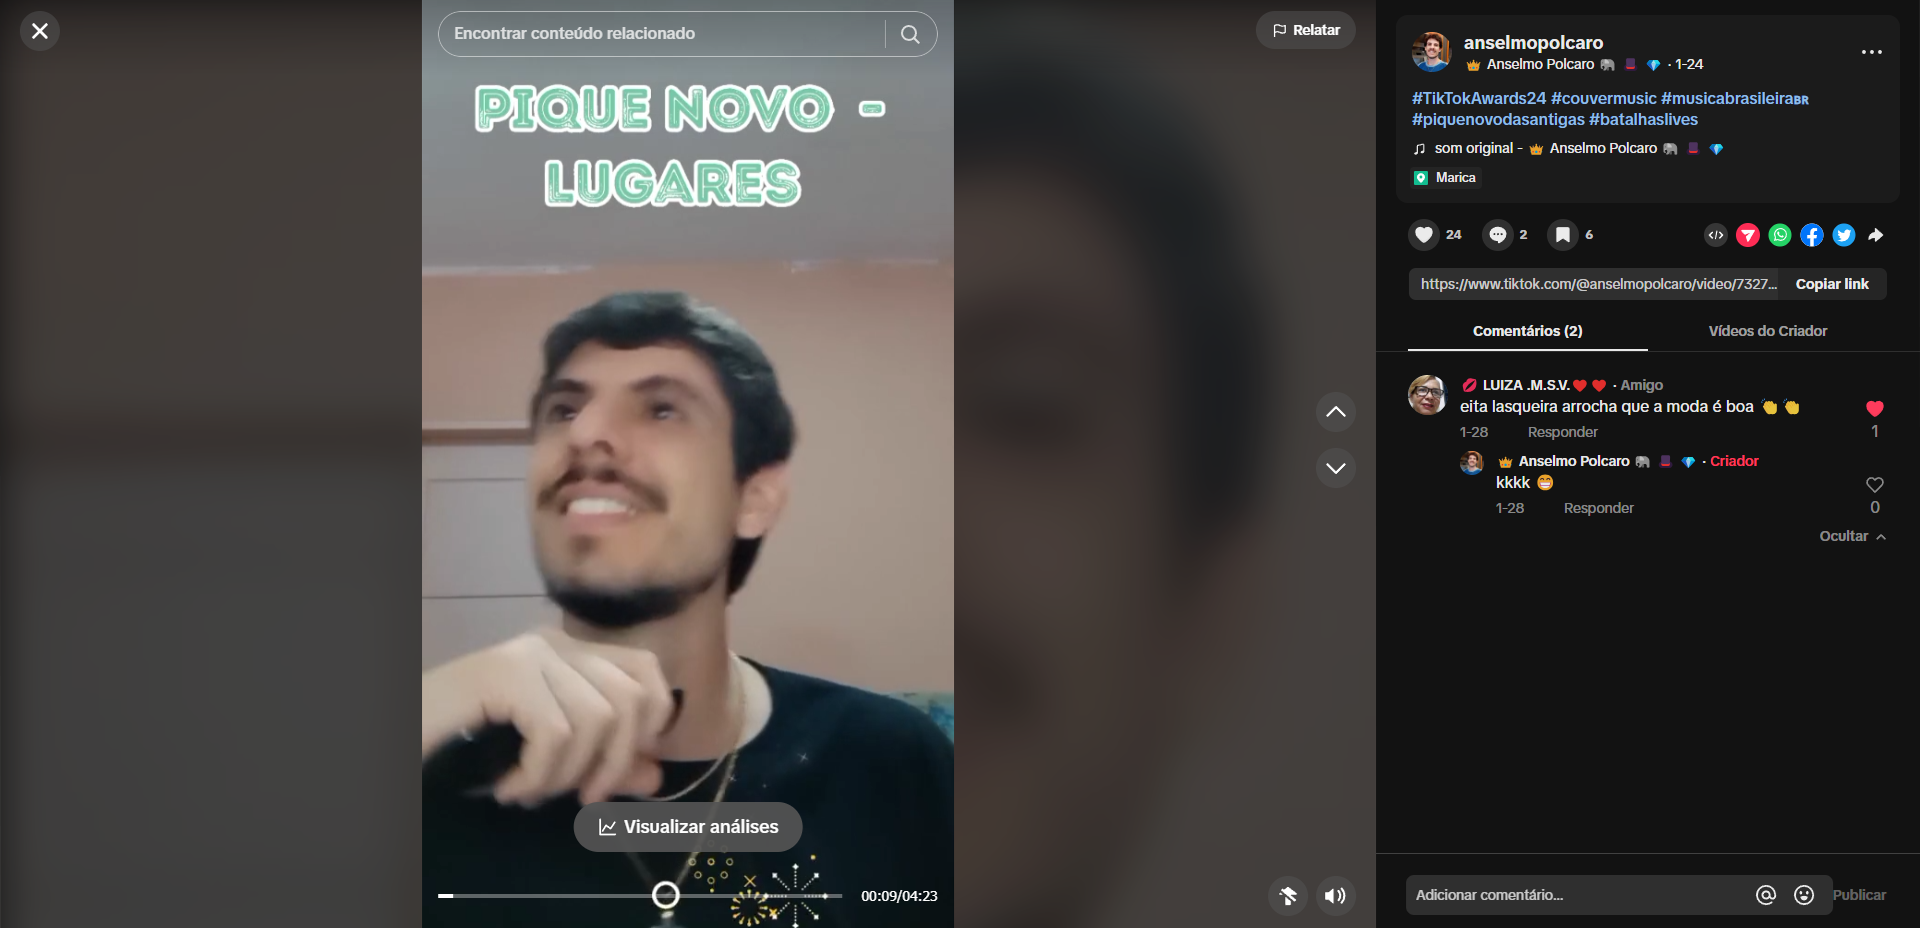 Encontrar conteúdo relacionado
Relatar
PIQUE NOVO -
LUGARES
Visualizar análises
00:09/04:23
anselmopolcaro
👑 Anselmo Polcaro 🐘 💎 · 1-24
#TikTokAwards24 #couvermusic #musicabrasileira🇧🇷
#piquenovodasantigas #batalhaslives
som original - 👑 Anselmo Polcaro 🐘 💎
Marica
24
2
6
https://www.tiktok.com/@anselmopolcaro/video/7327...
Copiar link
Comentários (2)
Vídeos do Criador
💋 LUIZA .M.S.V.♥️♥️ · Amigo
eita lasqueira arrocha que a moda é boa 👏👏
1
1-28
Responder
👑 Anselmo Polcaro 🐘 💎 · Criador
kkkk 😁
0
1-28
Responder
Ocultar
Adicionar comentário...
Publicar